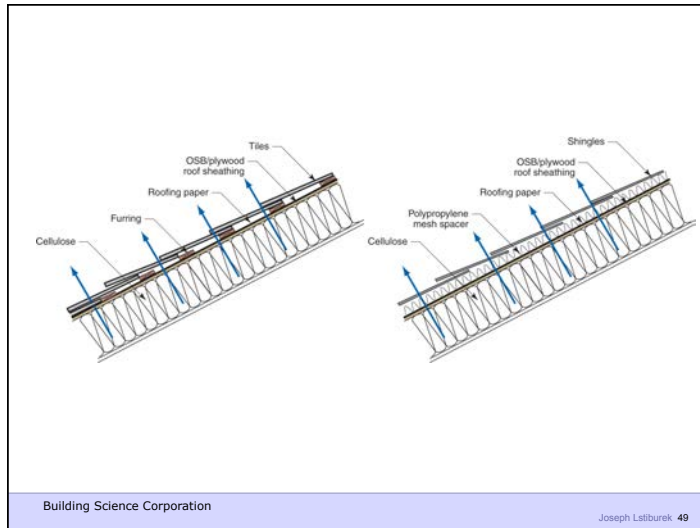 Tiles
OSB/plywood
roof sheathing
Roofing paper
Furring
Cellulose
Shingles
OSB/plywood
roof sheathing
Roofing paper
Polypropylene
mesh spacer
Cellulose
Building Science Corporation
Joseph Lstiburek 49